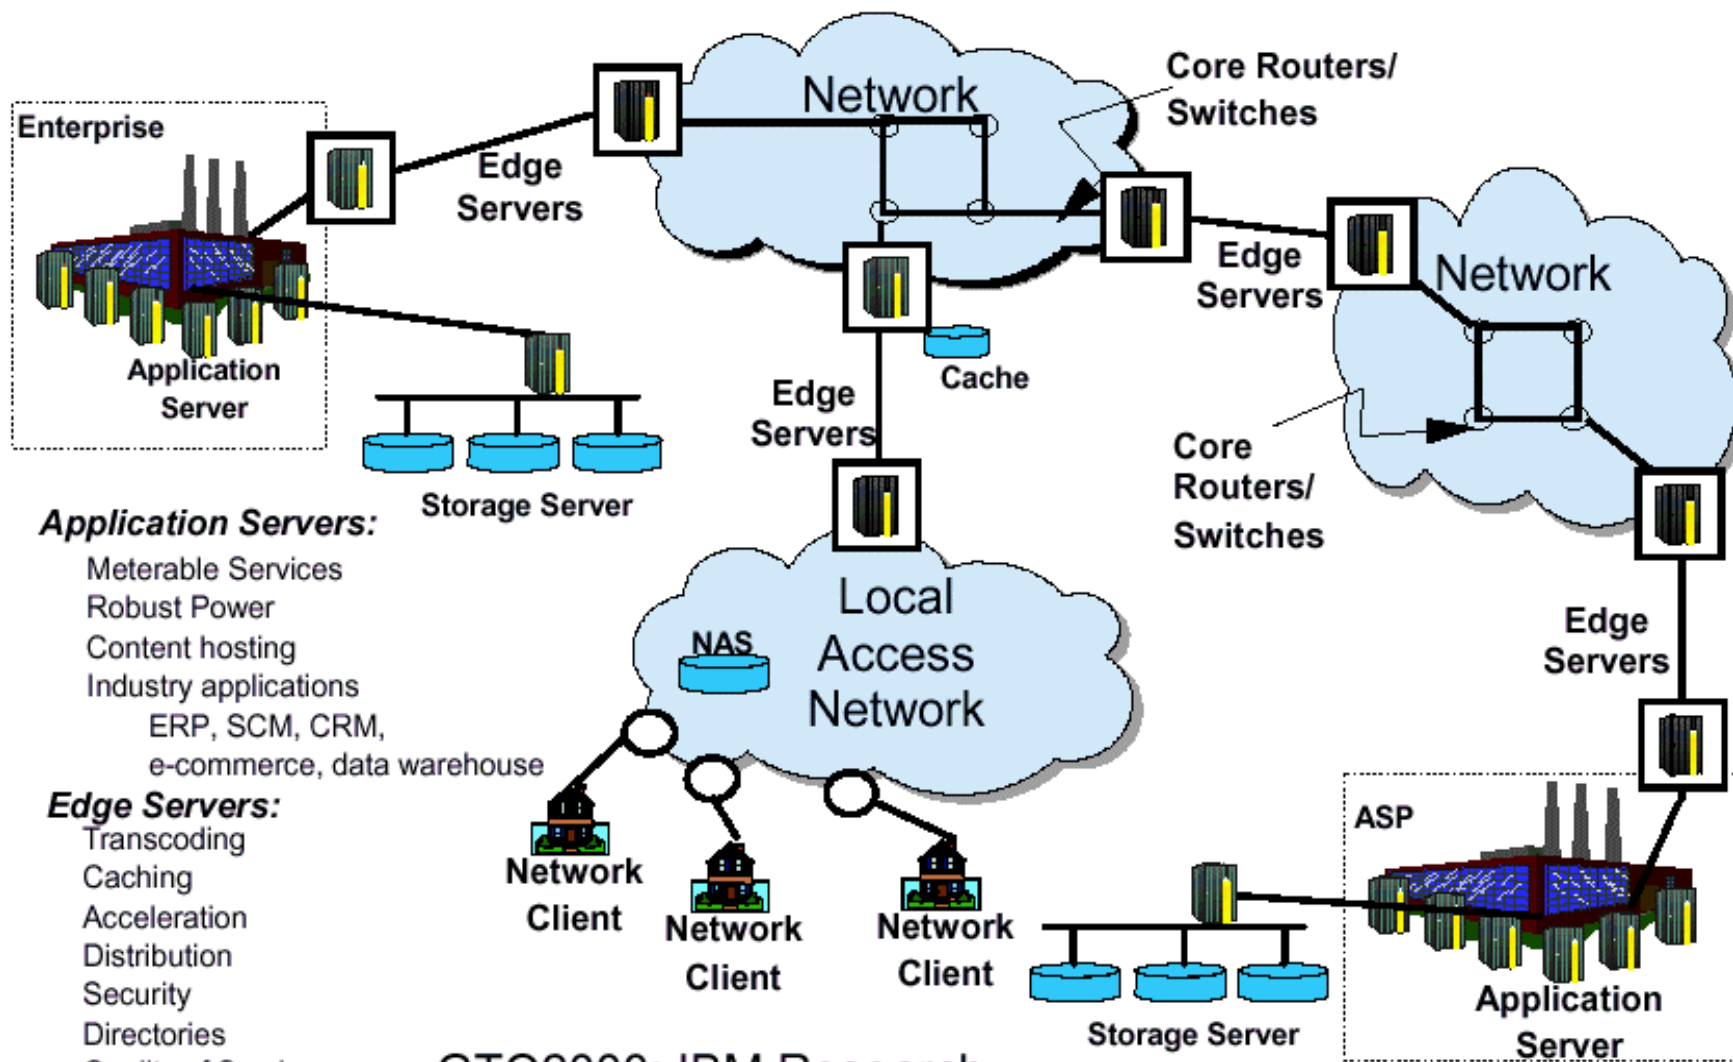 Enterprise
Network
Core Routers/
Switches
Edge
Servers
Edge
Servers
Network
Application
Server
Cache
Edge
Servers
Storage Server
Core
Routers/
Switches
Application Servers:
Meterable Services
Robust Power
Content hosting
Industry applications
ERP, SCM, CRM,
e-commerce, data warehouse
Edge Servers:
Transcoding
Caching
Acceleration
Distribution
Security
Directories
Local
Access
Network
NAS
Edge
Servers
Network
Client
Network
Client
Network
Client
ASP
Storage Server
Application
Server
IBM Research